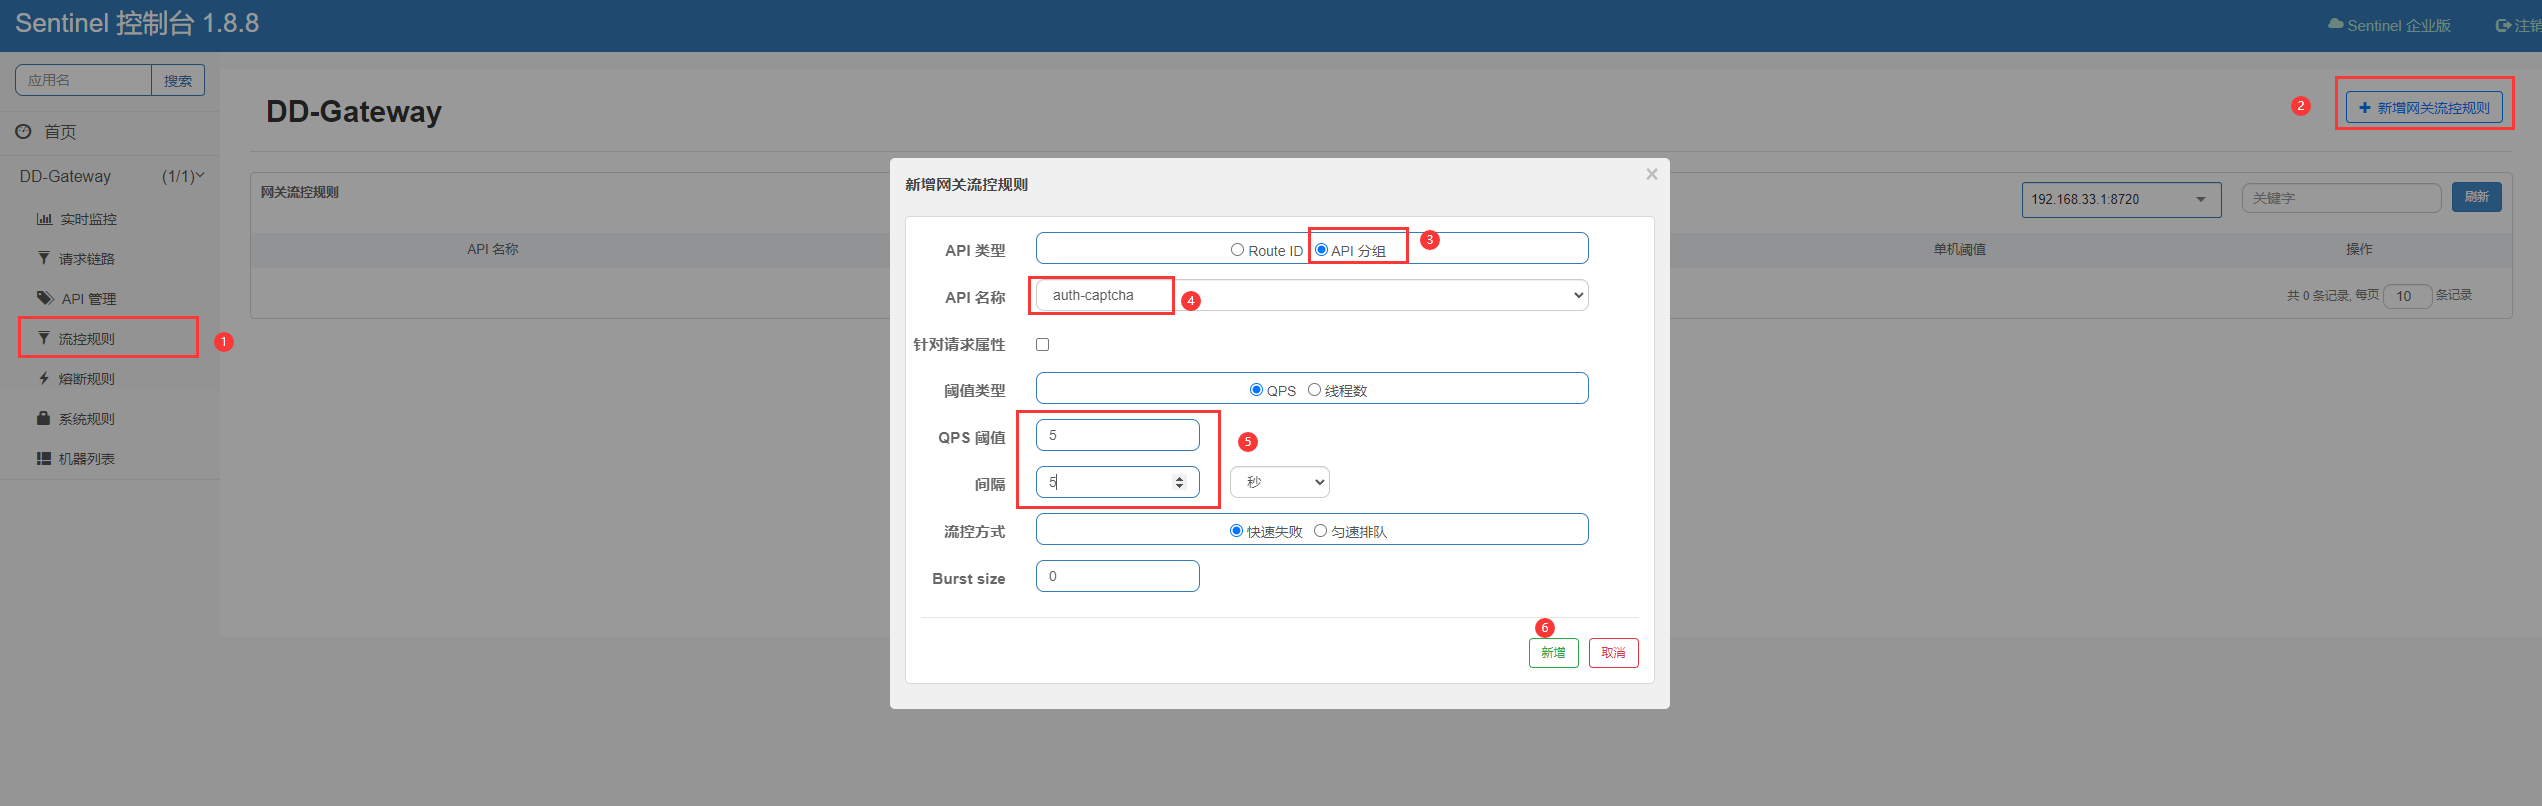 Sentinel 控制台 1.8.8
Sentinel 企业版
注销
应用名
搜索
首页
DD-Gateway
(1/1)
实时监控
请求链路
API 管理
流控规则
1
熔断规则
系统规则
机器列表
DD-Gateway
2
新增网关流控规则
网关流控规则
192.168.33.1:8720
关键字
刷新
API 名称
单机阈值
操作
共 0 条记录, 每页 10 条记录
新增网关流控规则
×
API 类型
Route ID
API 分组
3
API 名称
auth-captcha
4
针对请求属性
阈值类型
QPS
线程数
QPS 阈值
5
5
间隔
5
秒
流控方式
快速失败
匀速排队
Burst size
0
6
新增
取消